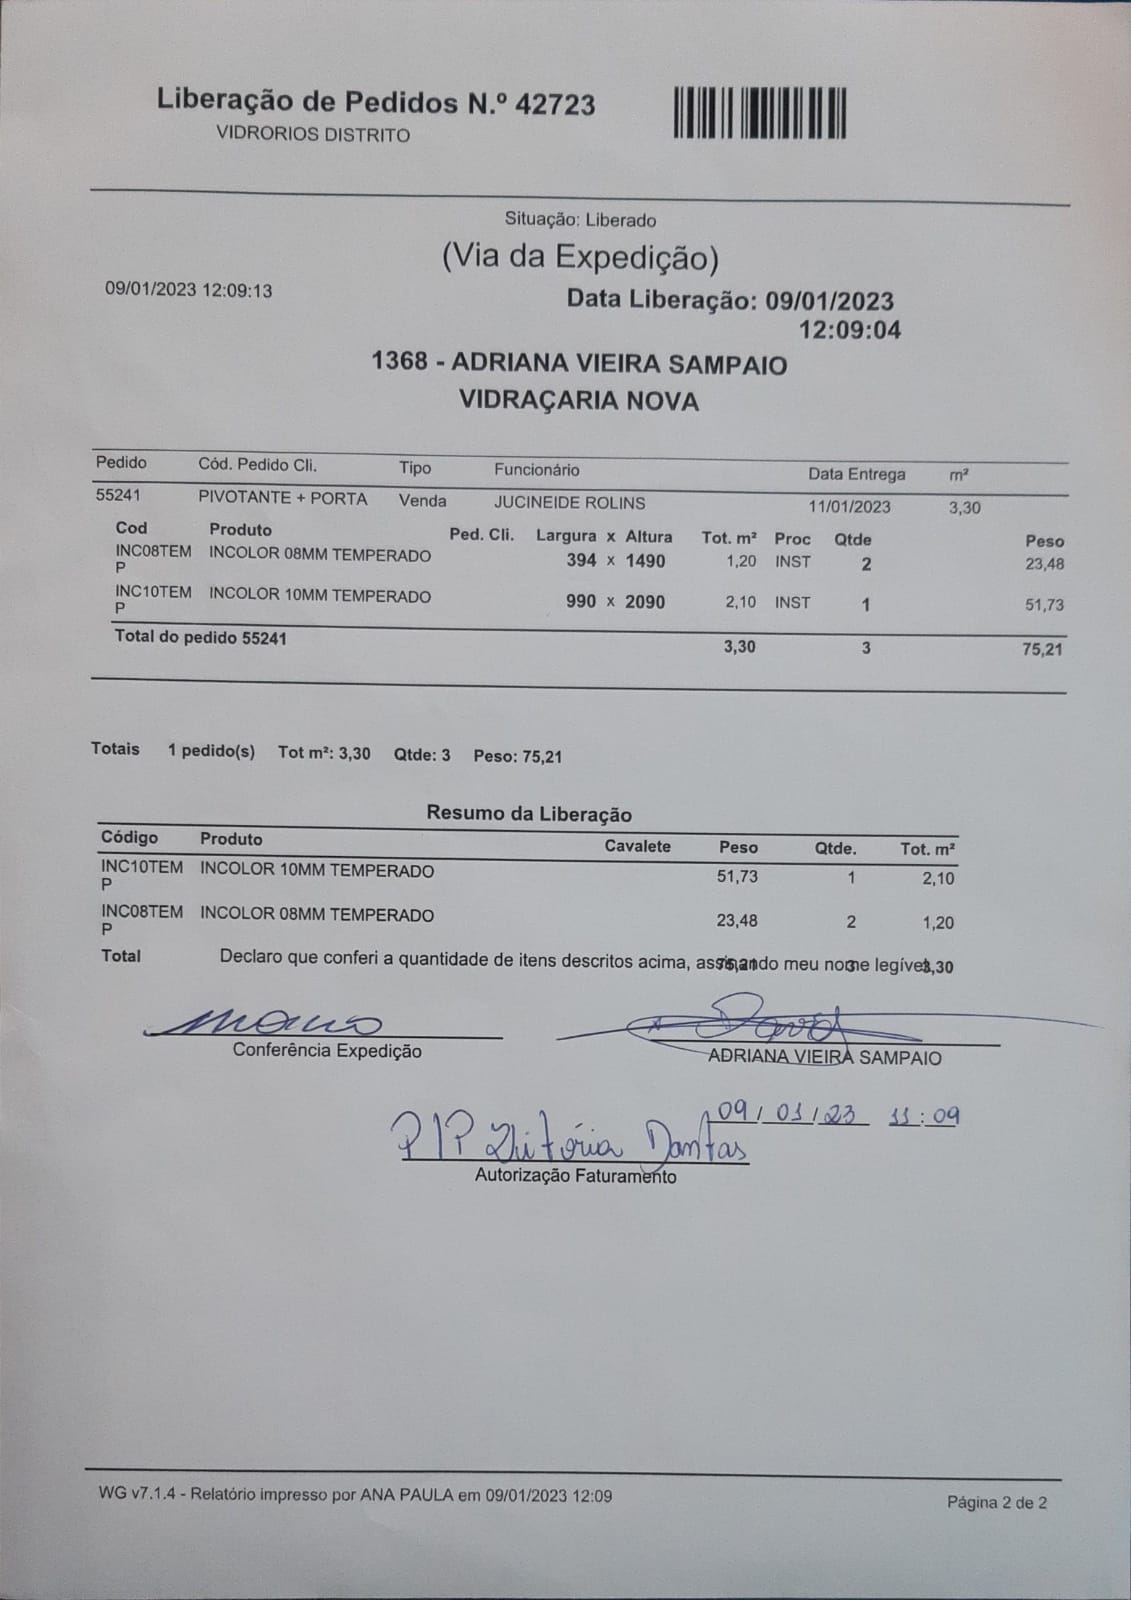 Liberação de Pedidos N.º 42723
VIDRORIOS DISTRITO
Situação: Liberado
(Via da Expedição)
09/01/2023 12:09:13
Data Liberação: 09/01/2023
12:09:04
1368 - ADRIANA VIEIRA SAMPAIO
VIDRAÇARIA NOVA
Pedido Cód. Pedido Cli. Tipo Funcionário Data Entrega m²
55241 PIVOTANTE + PORTA Venda JUCINEIDE ROLINS 11/01/2023 3,30
Cod Produto Ped. Cli. Largura x Altura Tot. m² Proc Qtde Peso
INC08TEM INCOLOR 08MM TEMPERADO 394 x 1490 1,20 INST 2 23,48
P
INC10TEM INCOLOR 10MM TEMPERADO 990 x 2090 2,10 INST 1 51,73
P
Total do pedido 55241 3,30 3 75,21
Totais 1 pedido(s) Tot m²: 3,30 Qtde: 3 Peso: 75,21
Resumo da Liberação
Código Produto Cavalete Peso Qtde. Tot. m²
INC10TEM INCOLOR 10MM TEMPERADO 51,73 1 2,10
P
INC08TEM INCOLOR 08MM TEMPERADO 23,48 2 1,20
P
Total 75,21 3 3,30
Declaro que conferi a quantidade de itens descritos acima, assinando meu nome legível.
Conferência Expedição
ADRIANA VIEIRA SAMPAIO
09/01/23 11:09
P/P Vitória Dantas
Autorização Faturamento
WG v7.1.4 - Relatório impresso por ANA PAULA em 09/01/2023 12:09
Página 2 de 2